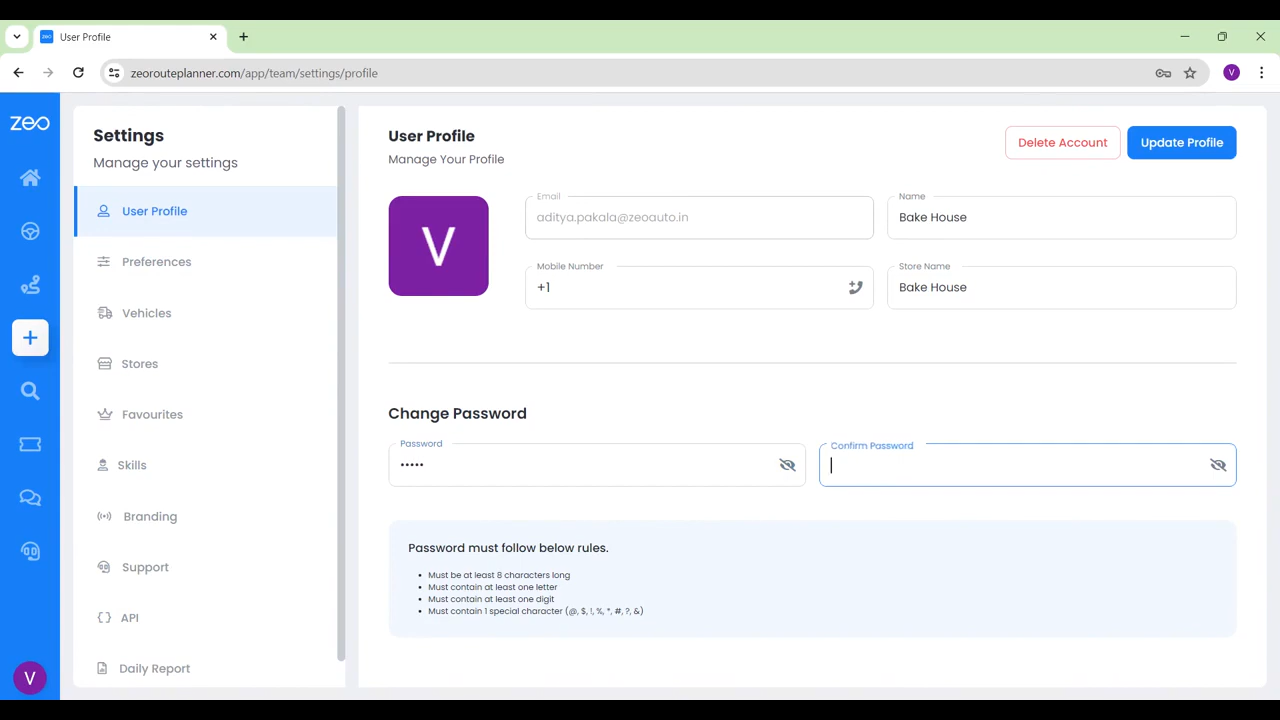 User Profile
zeorouteplanner.com/app/team/settings/profile
V
zeo
Settings
Manage your settings
User Profile
Preferences
Vehicles
Stores
Favourites
Skills
Branding
Support
API
Daily Report
V
User Profile
Manage Your Profile
Delete Account
Update Profile
V
Email
aditya.pakala@zeoauto.in
Name
Bake House
Mobile Number
+1
Store Name
Bake House
Change Password
Password
•••••
Confirm Password
Password must follow below rules.
• Must be at least 8 characters long
• Must contain at least one letter
• Must contain at least one digit
• Must contain 1 special character (@, $, !, %, *, #, ?, &)